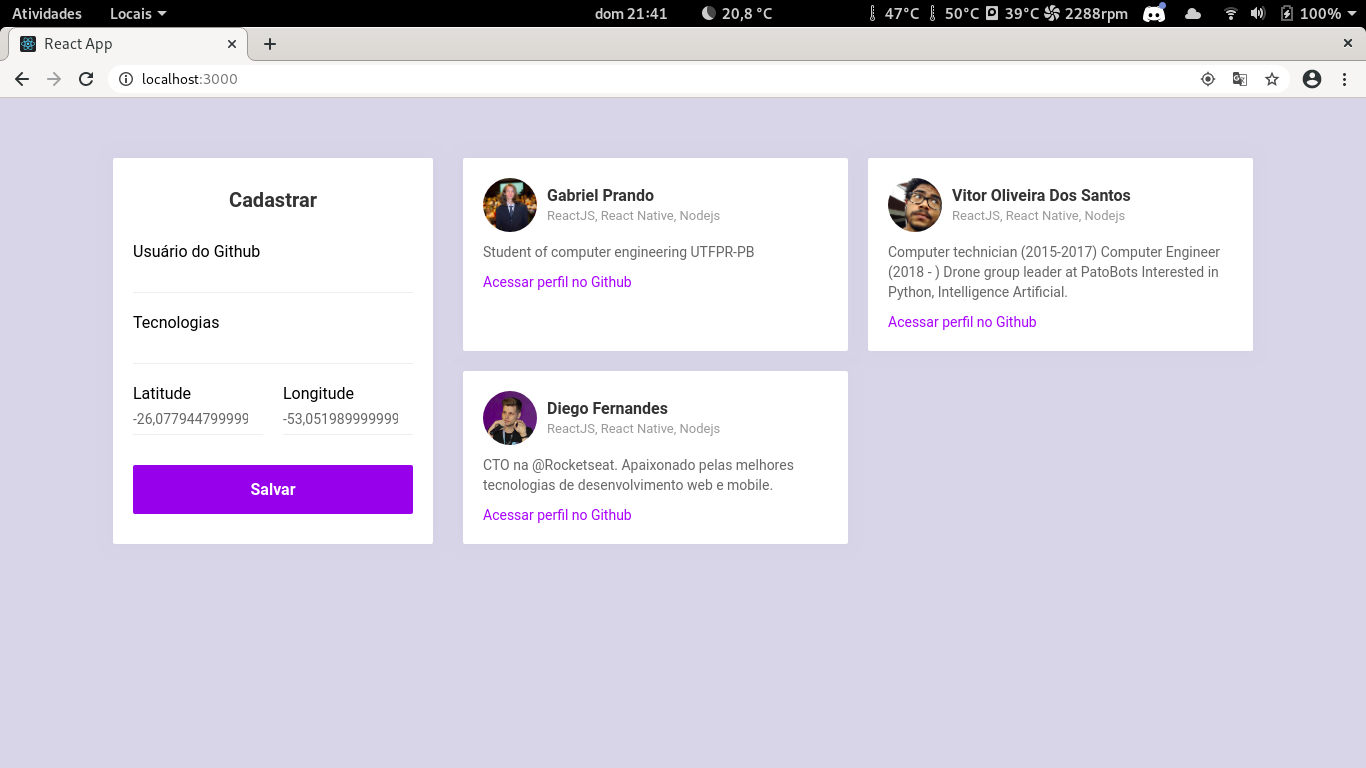 Atividades Locais dom 21:41 20,8 °C 47°C 50°C 39°C 2288rpm 100%
React App
localhost:3000
Cadastrar
Usuário do Github
Tecnologias
Latitude Longitude
-26,077944799999 -53,051989999999
Salvar
Gabriel Prando
ReactJS, React Native, Nodejs
Student of computer engineering UTFPR-PB
Acessar perfil no Github
Vitor Oliveira Dos Santos
ReactJS, React Native, Nodejs
Computer technician (2015-2017) Computer Engineer
(2018 - ) Drone group leader at PatoBots Interested in
Python, Intelligence Artificial.
Acessar perfil no Github
Diego Fernandes
ReactJS, React Native, Nodejs
CTO na @Rocketseat. Apaixonado pelas melhores
tecnologias de desenvolvimento web e mobile.
Acessar perfil no Github